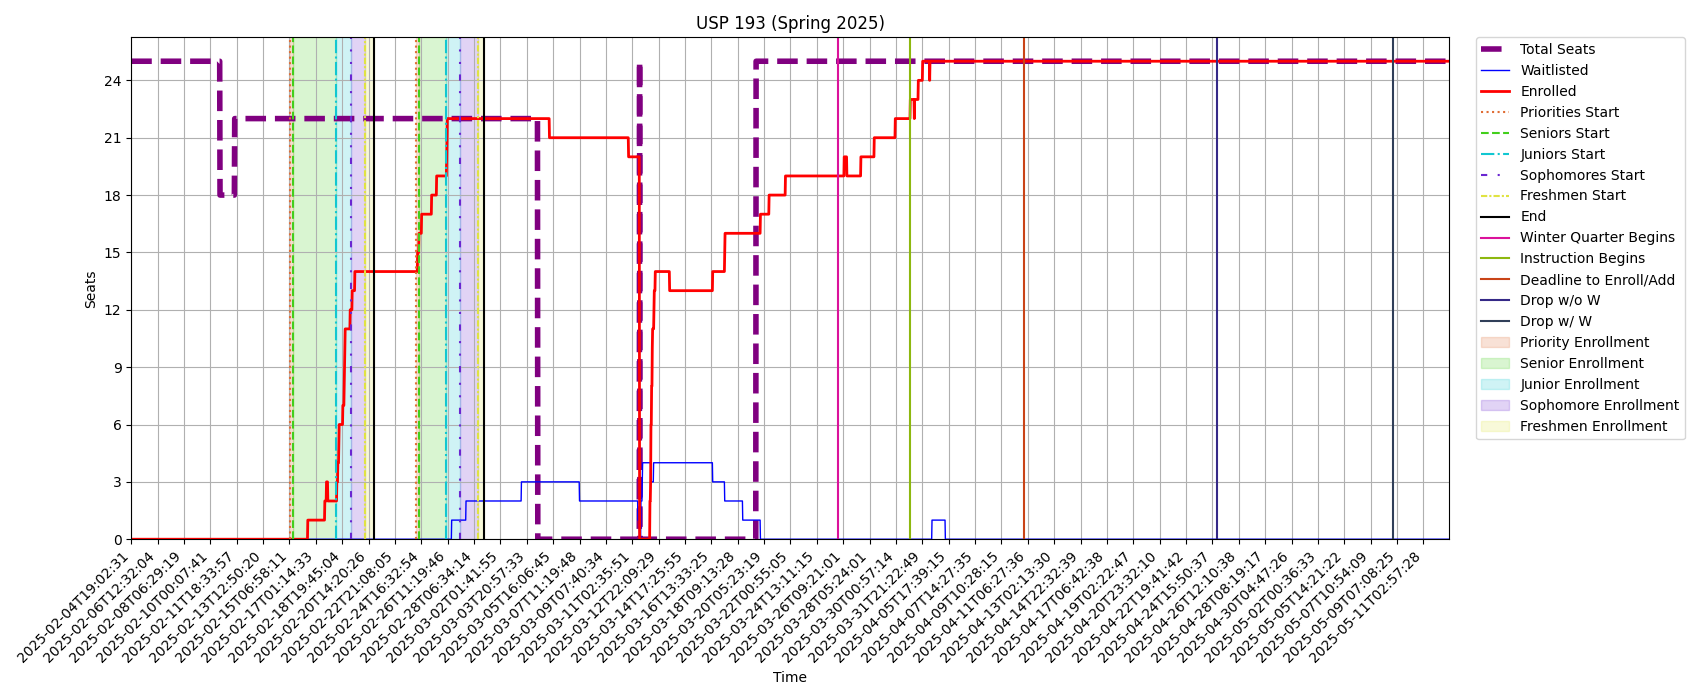 USP 193 (Spring 2025)
Seats
24
21
18
15
12
9
6
3
0
2025-02-04T19:02:31
2025-02-06T12:32:04
2025-02-08T06:29:19
2025-02-10T00:07:41
2025-02-11T18:33:57
2025-02-13T12:50:20
2025-02-15T06:58:11
2025-02-17T01:14:33
2025-02-18T19:45:04
2025-02-20T14:20:26
2025-02-22T21:08:05
2025-02-24T16:32:54
2025-02-26T11:19:46
2025-02-28T06:34:14
2025-03-02T01:41:55
2025-03-03T20:57:33
2025-03-05T16:06:45
2025-03-07T11:19:48
2025-03-09T07:40:34
2025-03-11T02:35:51
2025-03-12T22:09:29
2025-03-14T17:25:55
2025-03-16T13:33:25
2025-03-18T09:13:28
2025-03-20T05:23:19
2025-03-22T00:55:05
2025-03-24T13:11:15
2025-03-26T09:21:01
2025-03-28T05:24:01
2025-03-30T00:57:14
2025-03-31T21:22:49
2025-04-05T17:39:15
2025-04-07T14:27:35
2025-04-09T10:28:15
2025-04-11T06:27:36
2025-04-13T02:13:30
2025-04-14T22:32:39
2025-04-17T06:42:38
2025-04-19T02:22:47
2025-04-20T23:32:10
2025-04-22T19:41:42
2025-04-24T15:50:37
2025-04-26T12:10:38
2025-04-28T08:19:17
2025-04-30T04:47:26
2025-05-02T00:36:33
2025-05-05T14:21:22
2025-05-07T10:54:09
2025-05-09T07:08:25
2025-05-11T02:57:28
Time
Total Seats
Waitlisted
Enrolled
Priorities Start
Seniors Start
Juniors Start
Sophomores Start
Freshmen Start
End
Winter Quarter Begins
Instruction Begins
Deadline to Enroll/Add
Drop w/o W
Drop w/ W
Priority Enrollment
Senior Enrollment
Junior Enrollment
Sophomore Enrollment
Freshmen Enrollment